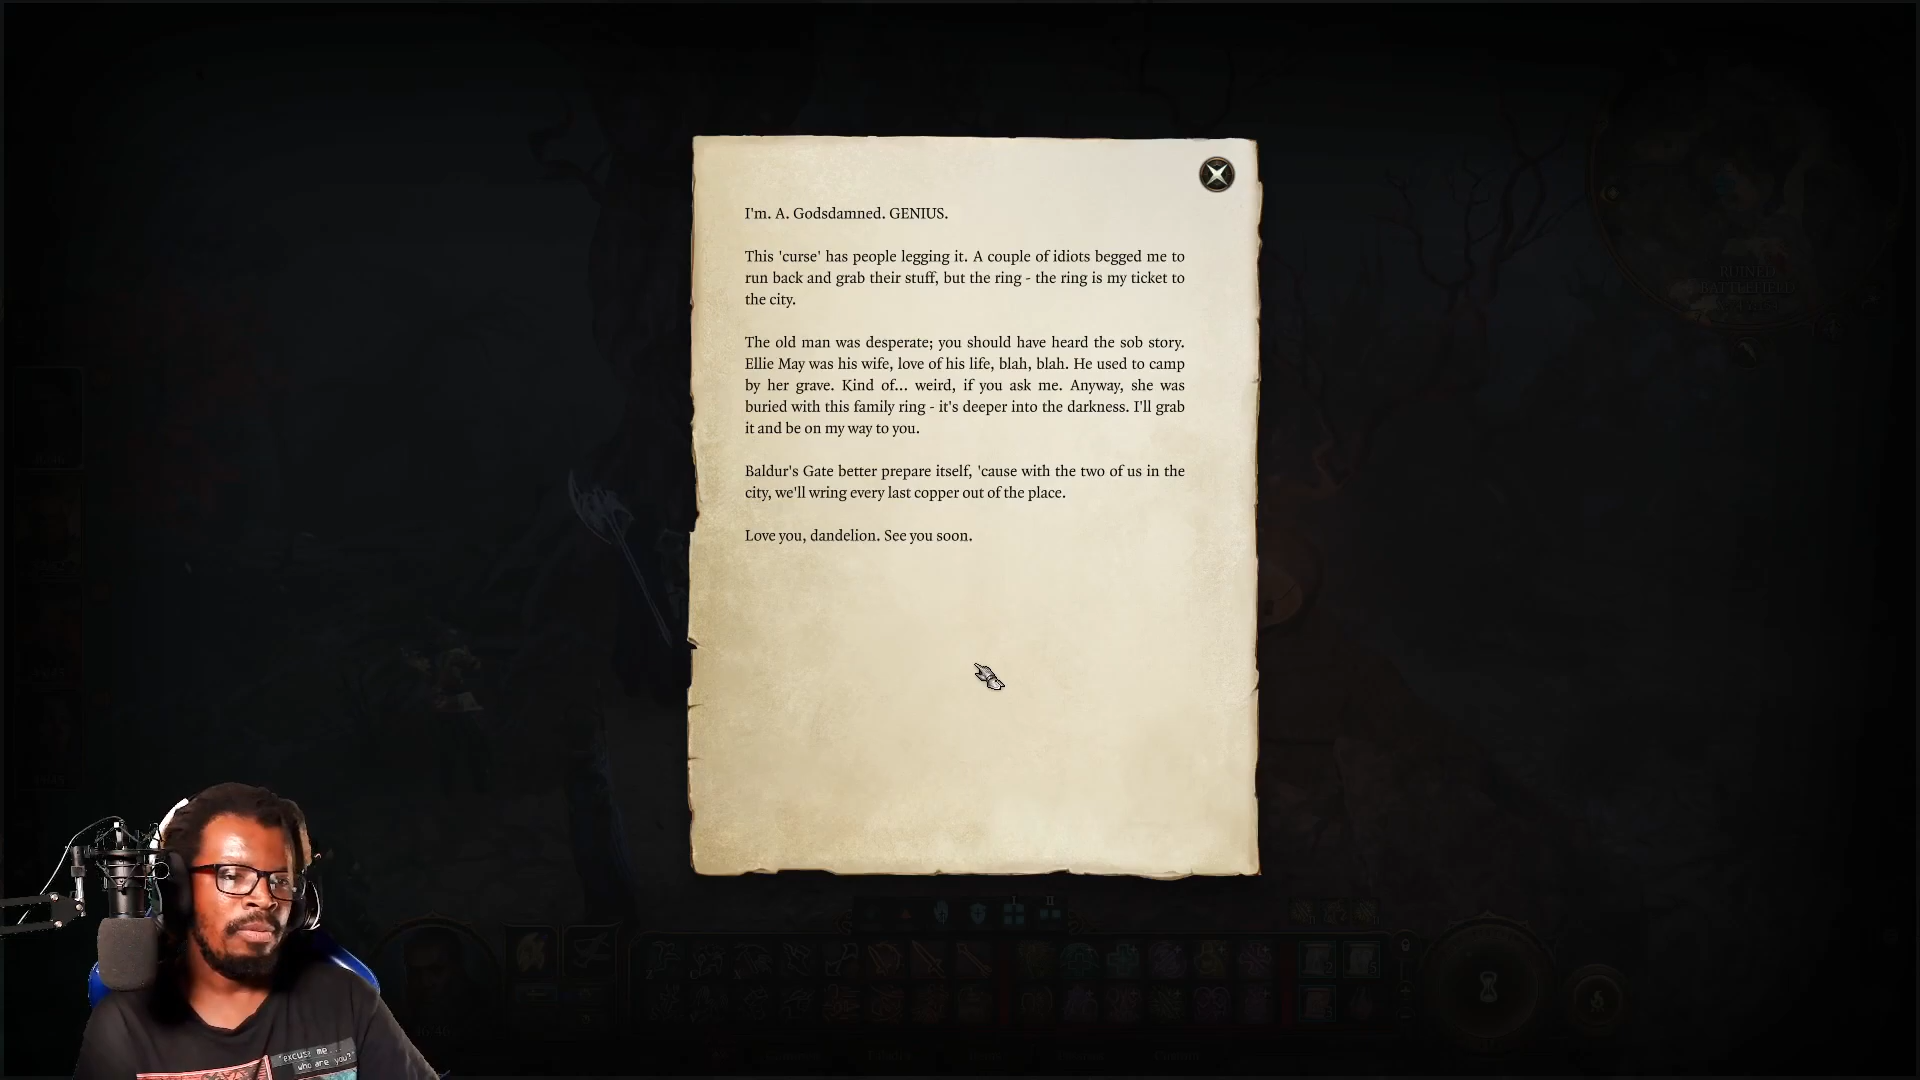 RUINED
BATTLEFIELD
I'm. A. Godsdamned. GENIUS.
This 'curse' has people legging it. A couple of idiots begged me to
run back and grab their stuff, but the ring - the ring is my ticket to
the city.
The old man was desperate; you should have heard the sob story.
Ellie May was his wife, love of his life, blah, blah. He used to camp
by her grave. Kind of... weird, if you ask me. Anyway, she was
buried with this family ring - it's deeper into the darkness. I'll grab
it and be on my way to you.
Baldur's Gate better prepare itself, 'cause with the two of us in the
city, we'll wring every last copper out of the place.
Love you, dandelion. See you soon.
I II
"excuse me...
who are you?"